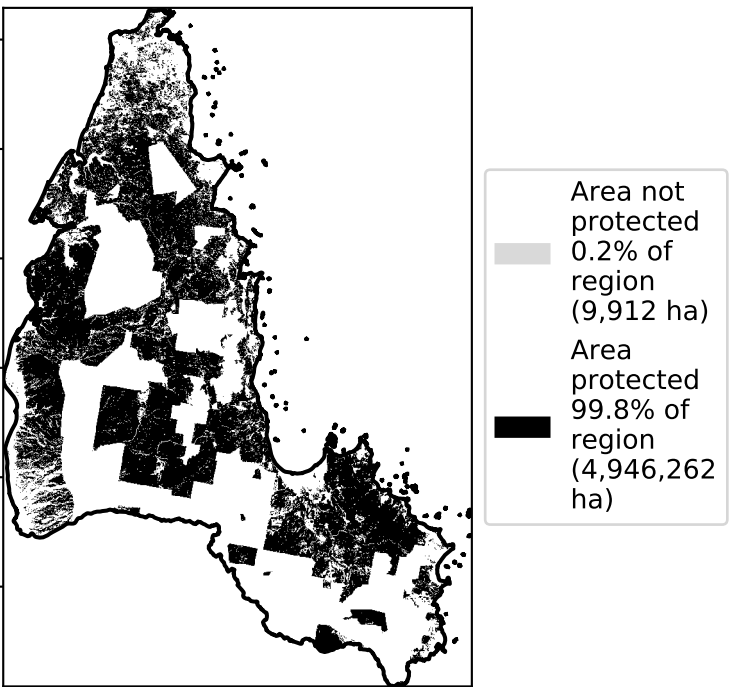 Area not
protected
0.2% of
region
(9,912 ha)
Area
protected
99.8% of
region
(4,946,262
ha)